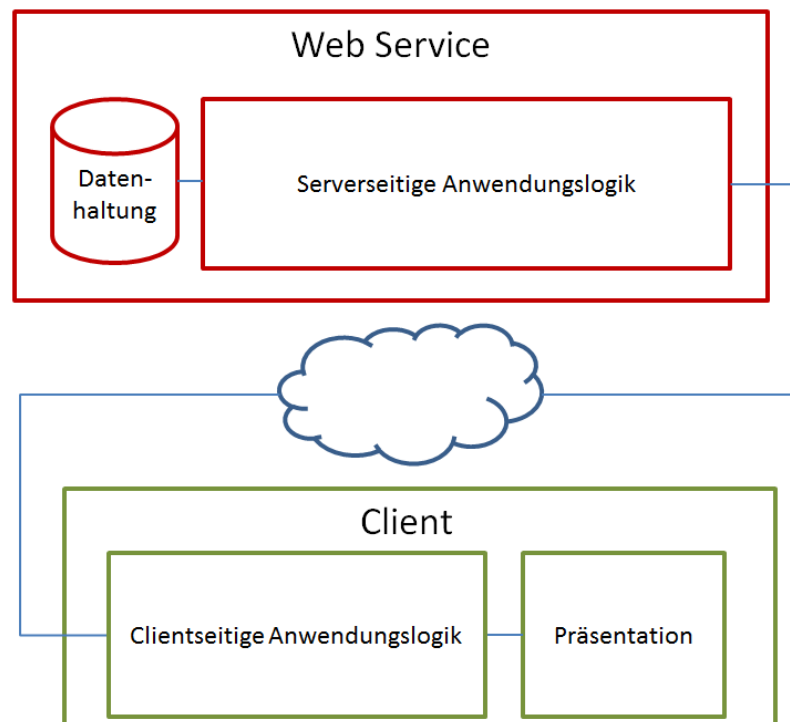 Web Service
Daten-
haltung
Serverseitige Anwendungslogik
Client
Clientseitige Anwendungslogik
Präsentation